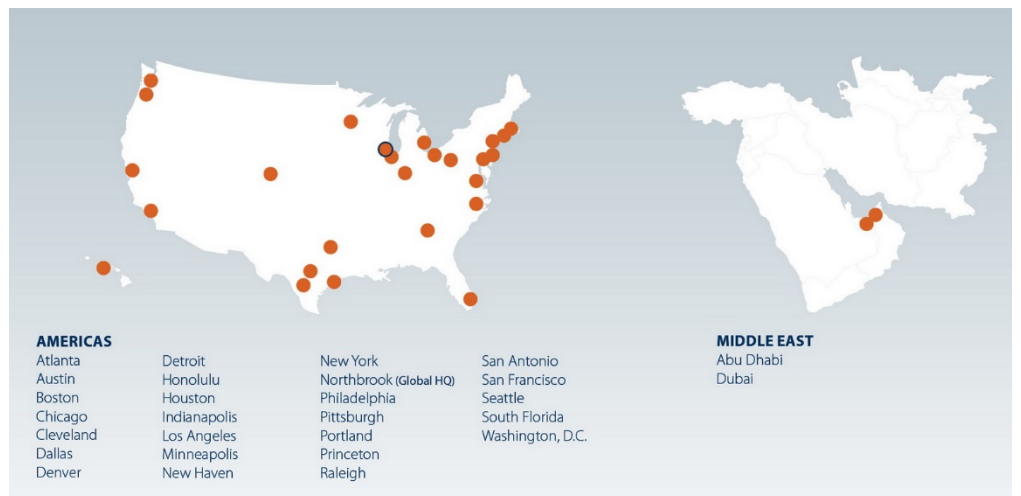 AMERICAS
Atlanta
Austin
Boston
Chicago
Cleveland
Dallas
Denver
Detroit
Honolulu
Houston
Indianapolis
Los Angeles
Minneapolis
New Haven
New York
Northbrook (Global HQ)
Philadelphia
Pittsburgh
Portland
Princeton
Raleigh
San Antonio
San Francisco
Seattle
South Florida
Washington, D.C.
MIDDLE EAST
Abu Dhabi
Dubai